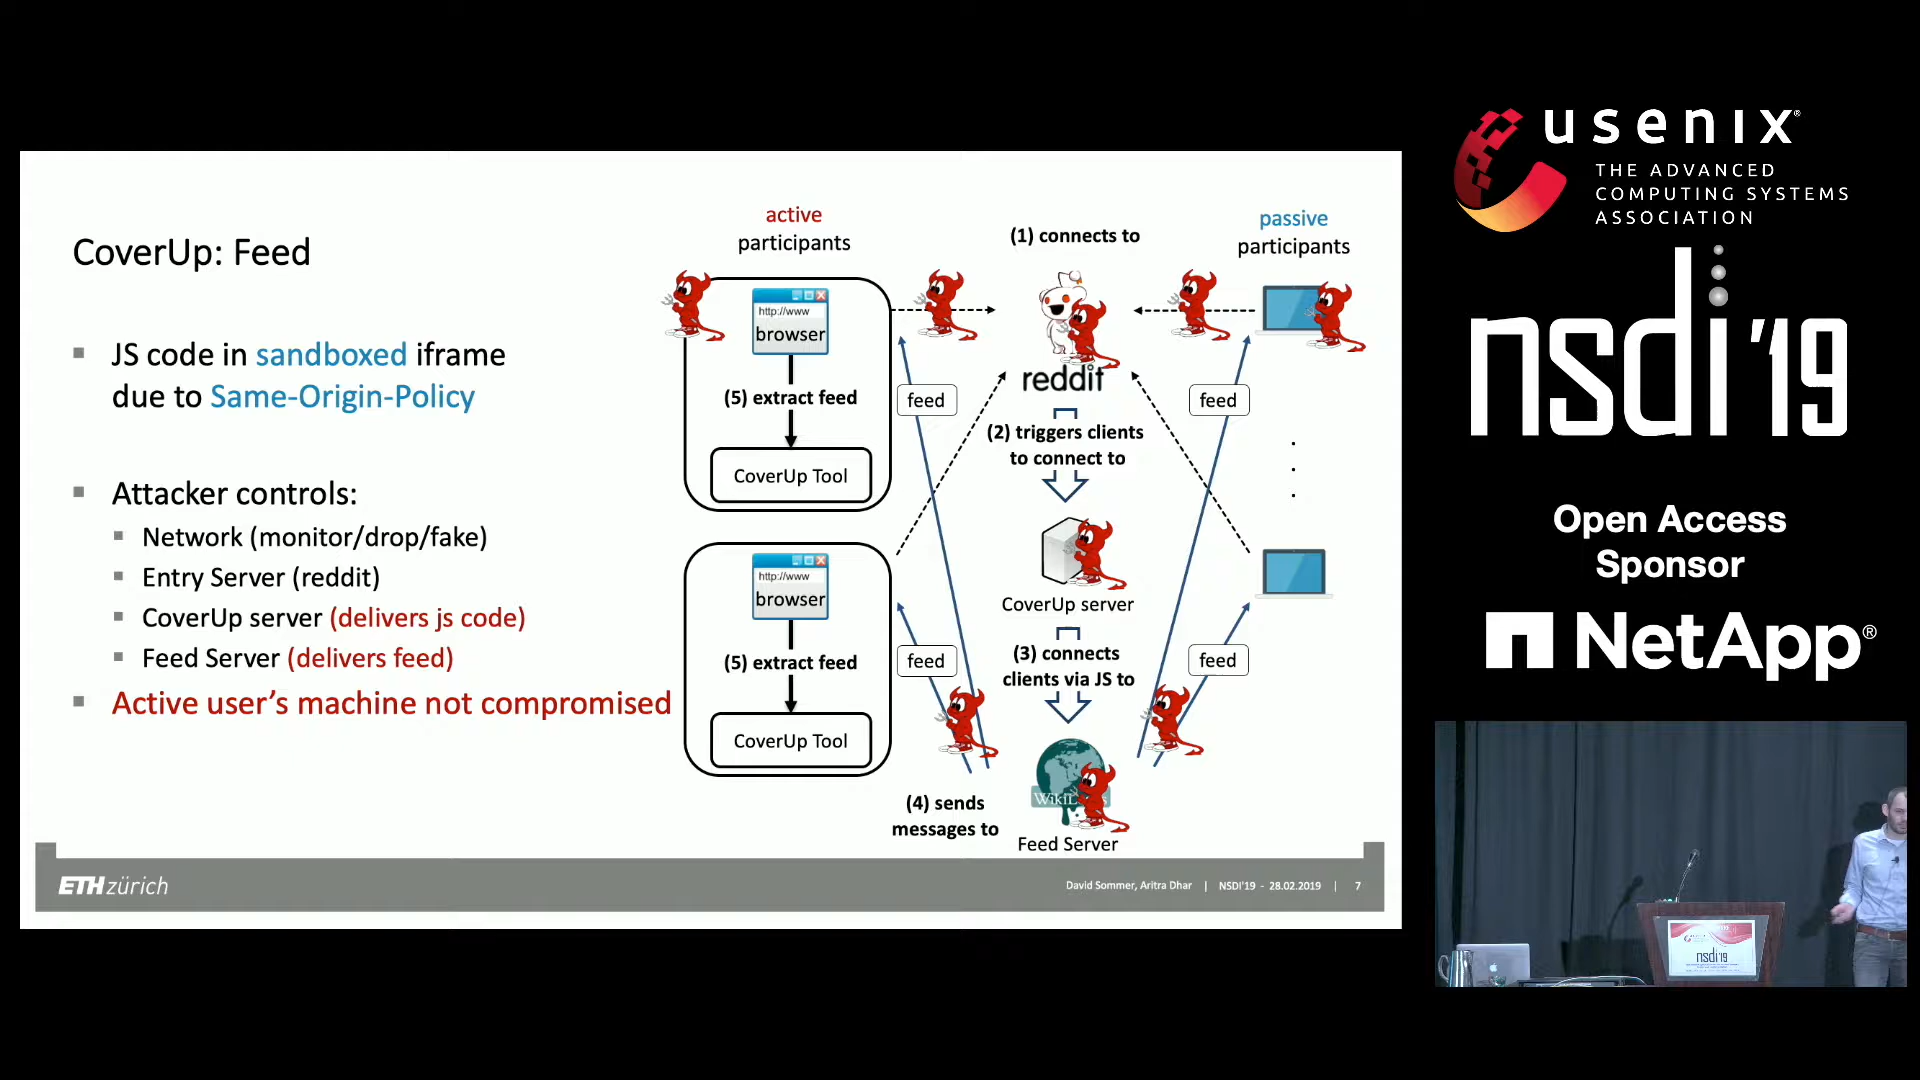 CoverUp: Feed
JS code in sandboxed iframe
due to Same-Origin-Policy
Attacker controls:
Network (monitor/drop/fake)
Entry Server (reddit)
CoverUp server (delivers js code)
Feed Server (delivers feed)
Active user's machine not compromised
active
participants
(1) connects to
passive
participants
http://www
browser
(5) extract feed
CoverUp Tool
feed
reddit
feed
(2) triggers clients
to connect to
http://www
browser
(5) extract feed
CoverUp Tool
feed
CoverUp server
(3) connects
clients via JS to
feed
(4) sends
messages to
Feed Server
ETH zürich
David Sommer, Aritra Dhar | NSDI'19 - 28.02.2019 | 7
usenix®
THE ADVANCED
COMPUTING SYSTEMS
ASSOCIATION
nsdi '19
Open Access
Sponsor
NetApp®
nsdi'19